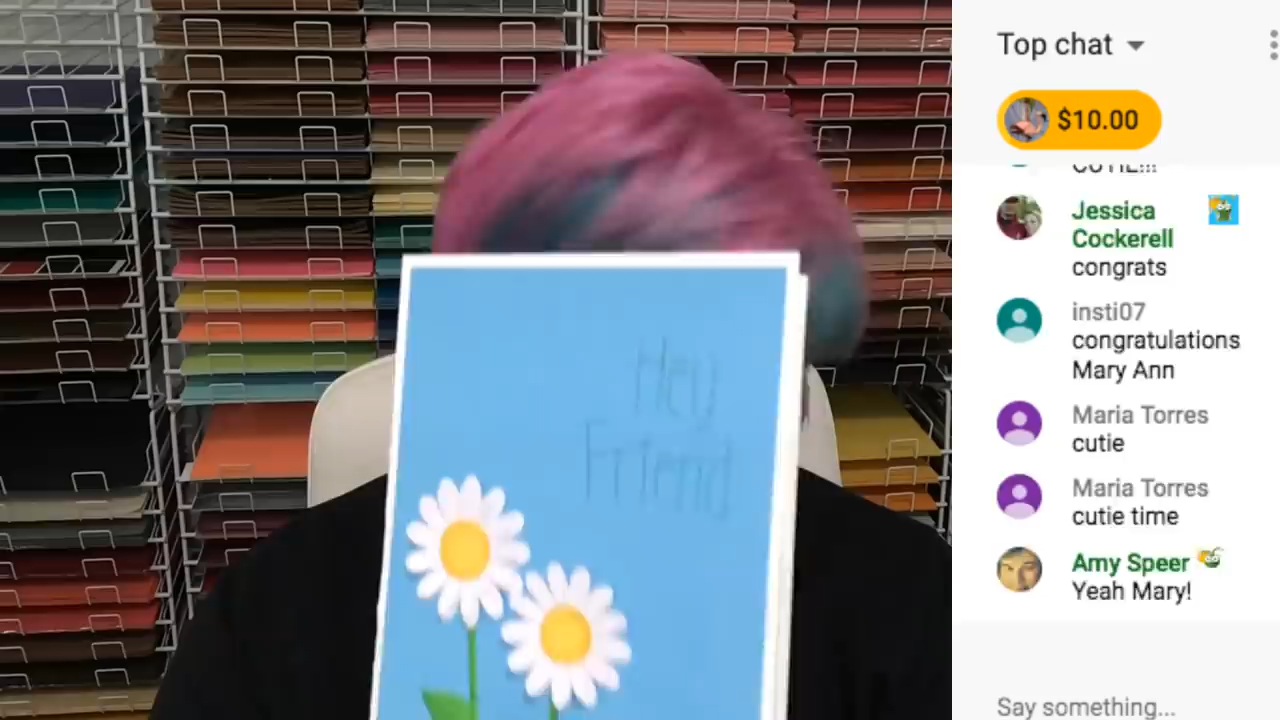 Hey
Friend
Top chat
$10.00
Jessica
Cockerell
congrats
insti07
congratulations
Mary Ann
Maria Torres
cutie
Maria Torres
cutie time
Amy Speer
Yeah Mary!
Say something...